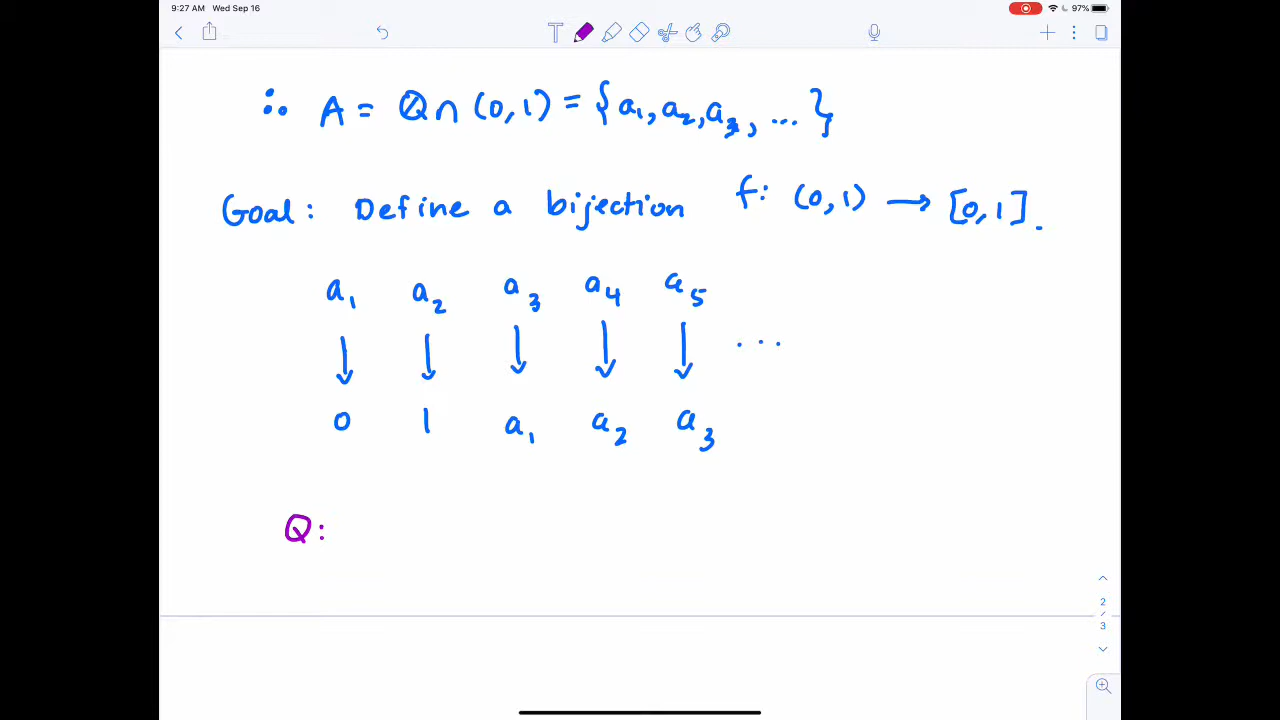 9:27 AM Wed Sep 16 97%
∴ A = ℚ∩(0,1) = {a₁, a₂, a₃, ...}
Goal: Define a bijection f: (0,1) → [0,1].
a₁ a₂ a₃ a₄ a₅
↓ ↓ ↓ ↓ ↓ ...
0 1 a₁ a₂ a₃
Q:
2
/
3